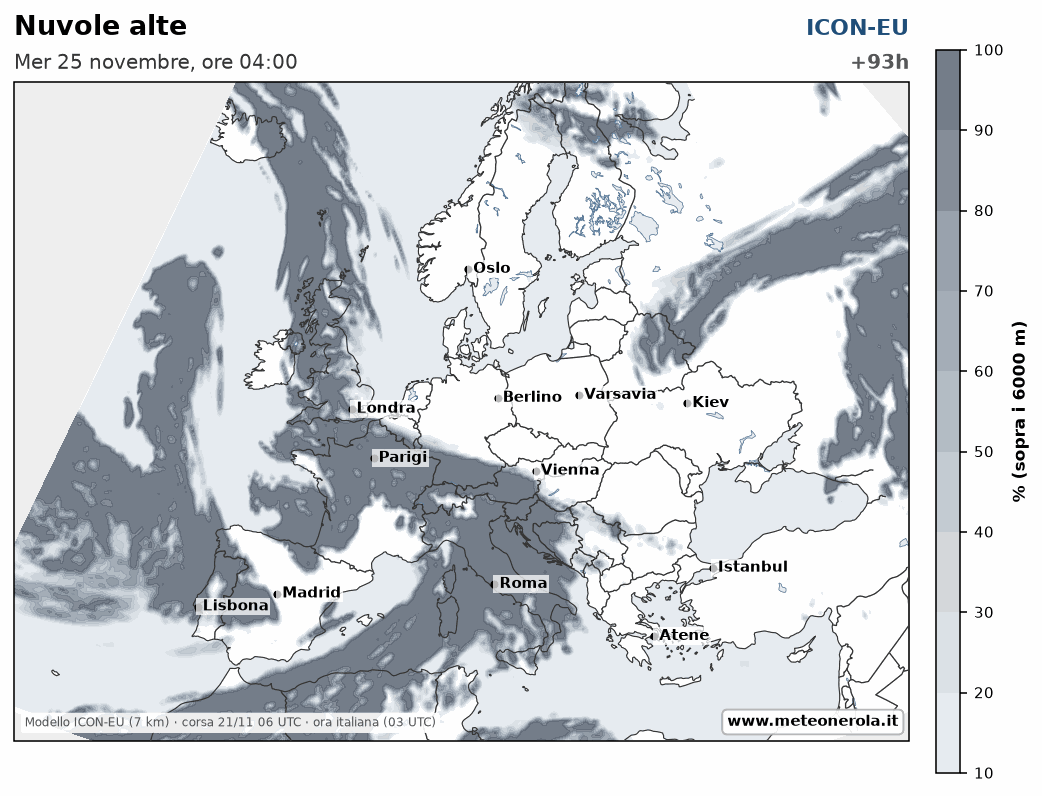 Nuvole alte
ICON-EU
Mer 25 novembre, ore 04:00
+93h
100
90
80
70
60
50
40
30
20
10
% (sopra i 6000 m)
Oslo
Berlino
Varsavia
Kiev
Londra
Parigi
Vienna
Istanbul
Roma
Madrid
Lisbona
Atene
Modello ICON-EU (7 km) · corsa 21/11 06 UTC · ora italiana (03 UTC)
www.meteonerola.it